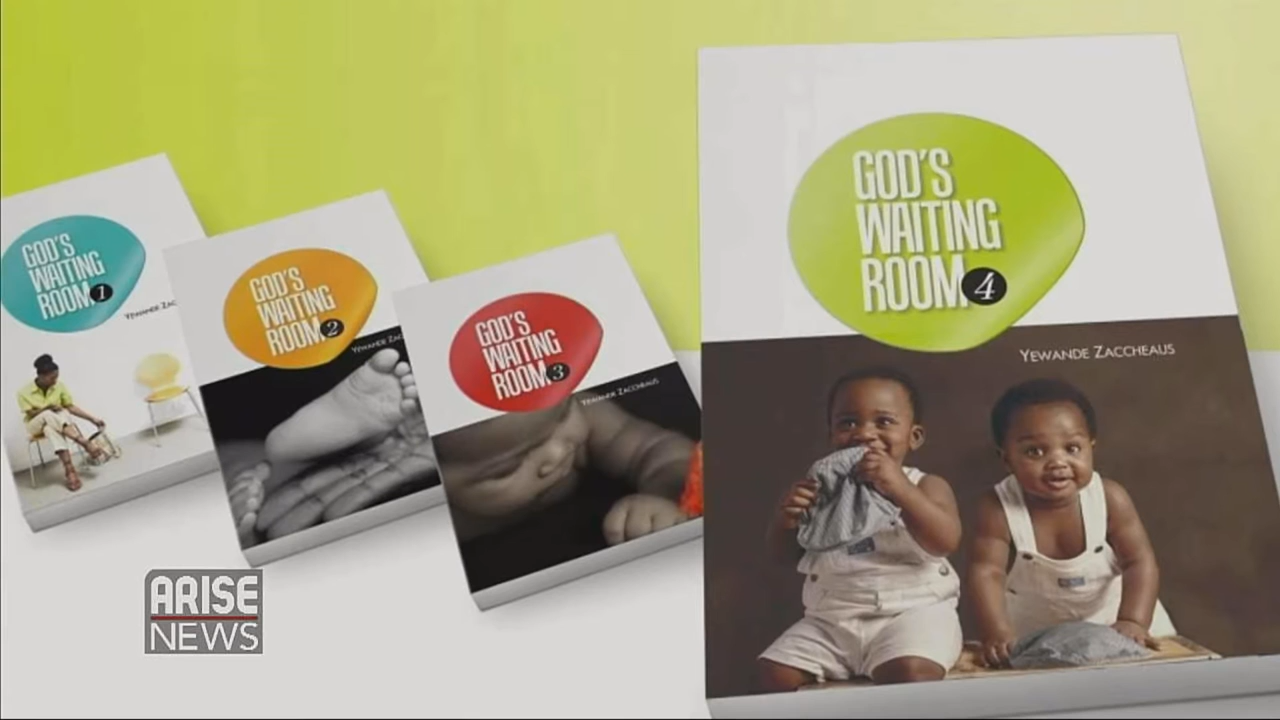 GOD'S
WAITING
ROOM 1
YEWANDE
GOD'S
WAITING
ROOM 2
YEWANDE
GOD'S
WAITING
ROOM 3
YEWANDE ZACCHEAUS
GOD'S
WAITING
ROOM 4
YEWANDE ZACCHEAUS
ARISE
NEWS